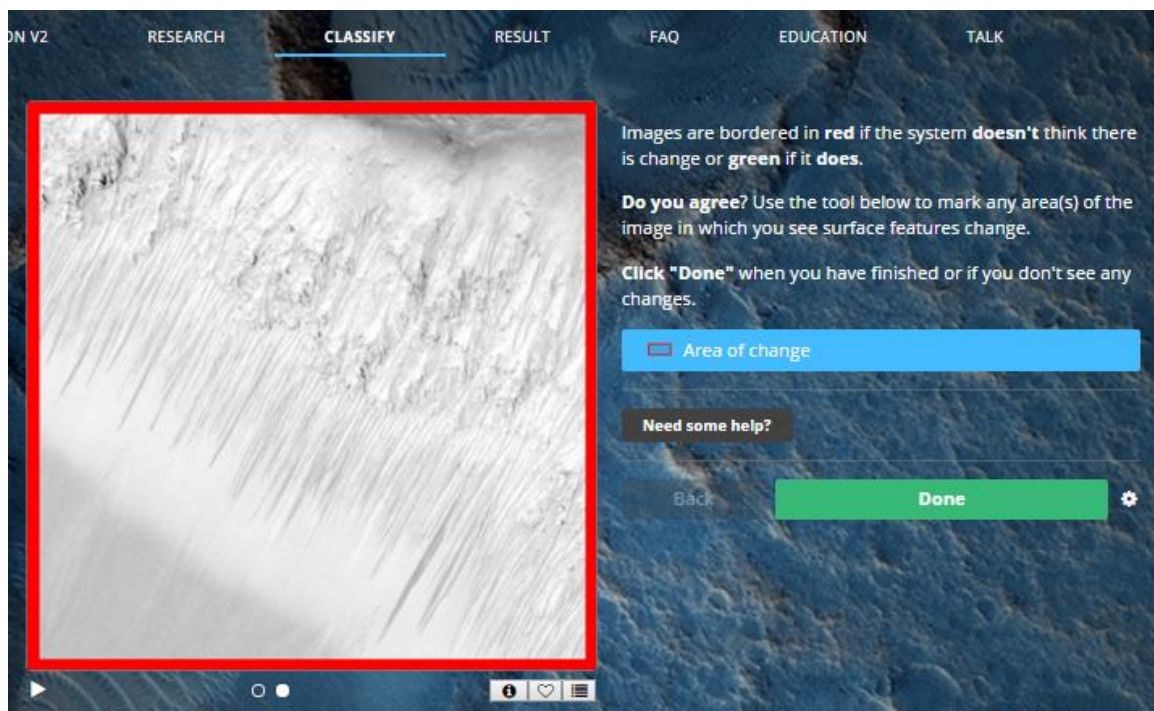 ON V2 RESEARCH CLASSIFY RESULT FAQ EDUCATION TALK
Images are bordered in red if the system doesn't think there
is change or green if it does.
Do you agree? Use the tool below to mark any area(s) of the
image in which you see surface features change.
Click "Done" when you have finished or if you don't see any
changes.
Area of change
Need some help?
Back Done